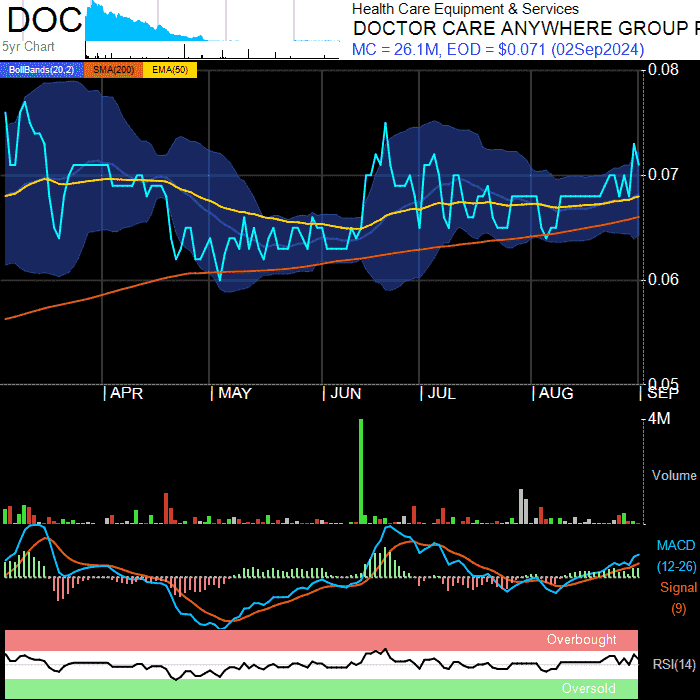 DOC
5yr Chart
Health Care Equipment & Services
DOCTOR CARE ANYWHERE GROUP
MC = 26.1M, EOD = $0.071 (02Sep2024)
BollBands(20,2) SMA(200) EMA(50)
0.08
0.07
0.06
0.05
APR MAY JUN JUL AUG SEP
4M
Volume
MACD
(12-26)
Signal
(9)
Overbought
RSI(14)
Oversold